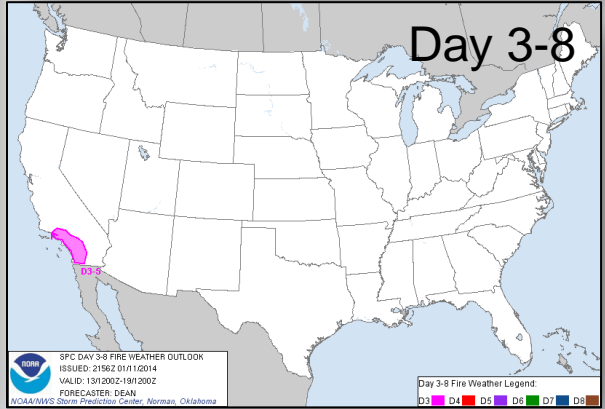 Day 3-8
D3-5
NOAA
SPC DAY 3-8 FIRE WEATHER OUTLOOK
ISSUED: 2156Z 01/11/2014
VALID: 13/1200Z-19/1200Z
FORECASTER: DEAN
NOAA/NWS Storm Prediction Center, Norman, Oklahoma
Day 3-8 Fire Weather Legend:
D3 D4 D5 D6 D7 D8